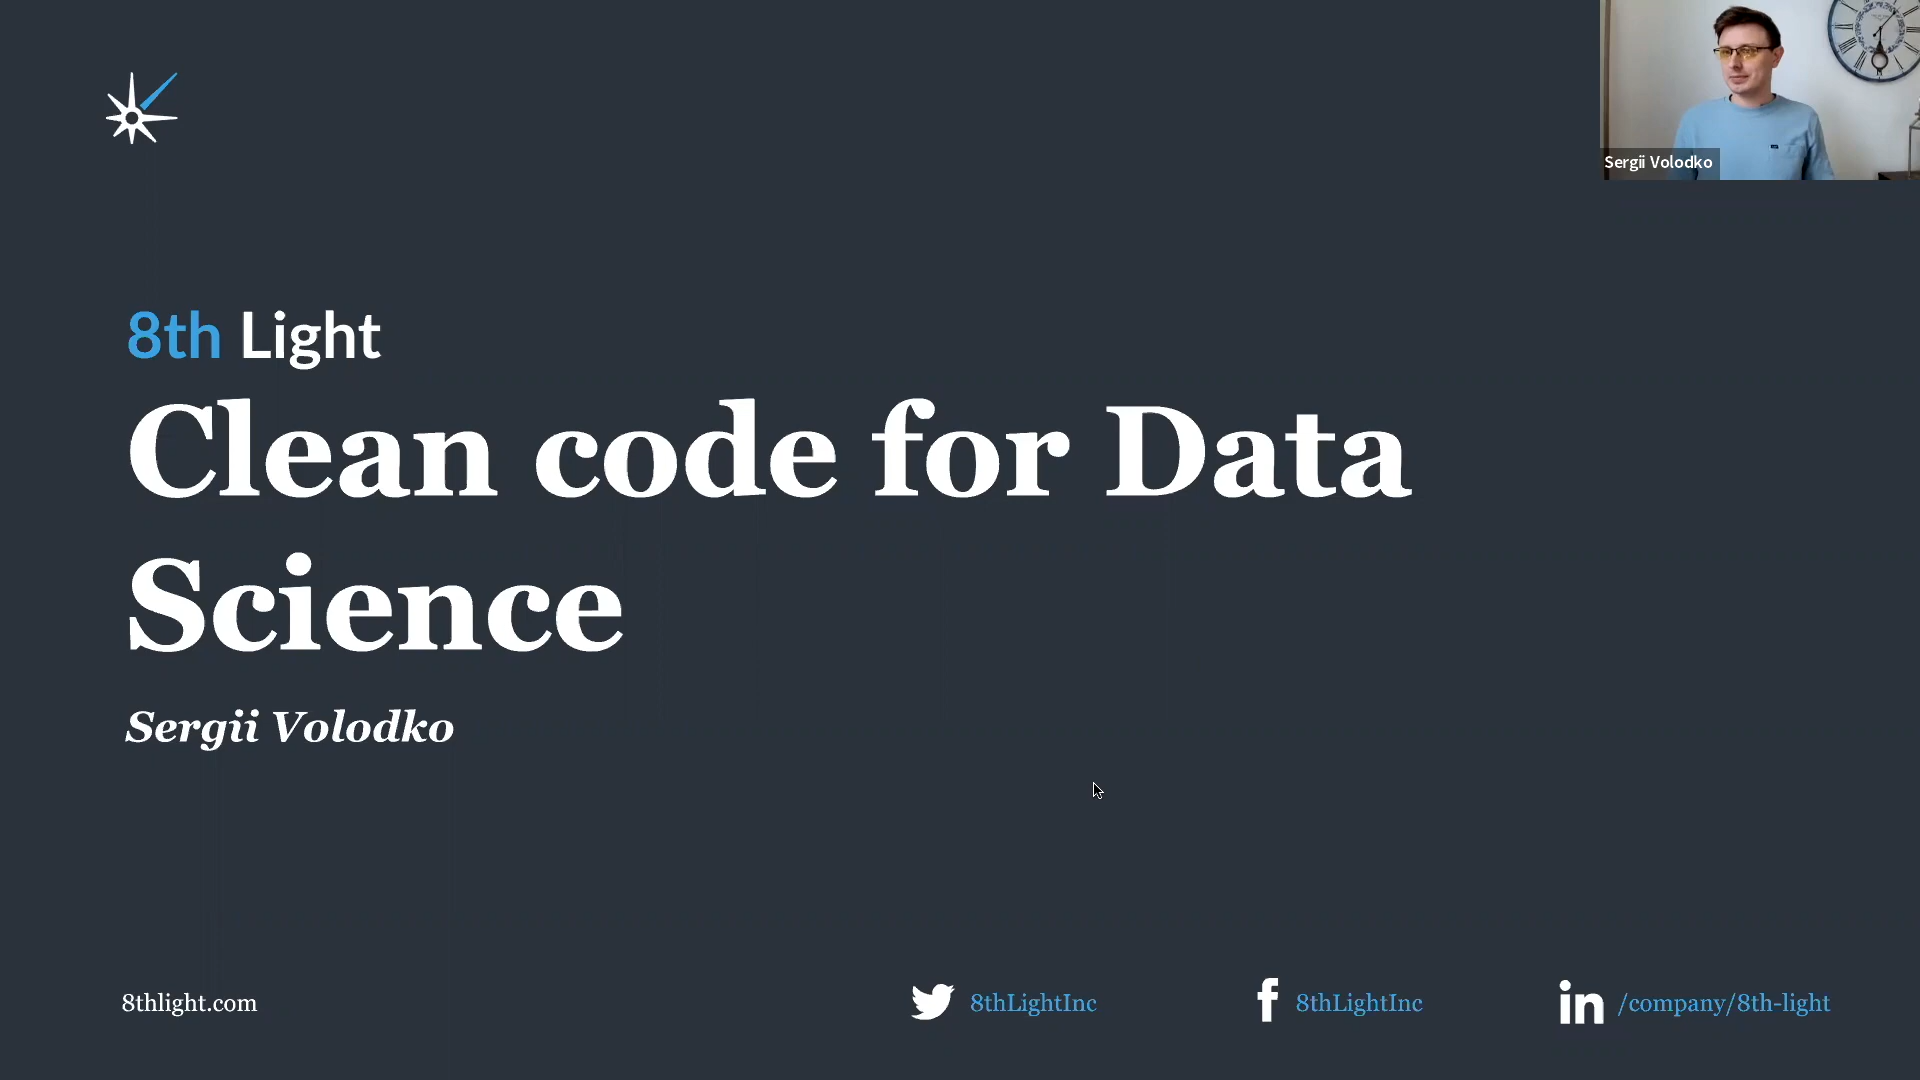 Sergii Volodko
8th Light
Clean code for Data
Science
Sergii Volodko
8thlight.com
8thLightInc
8thLightInc
/company/8th-light